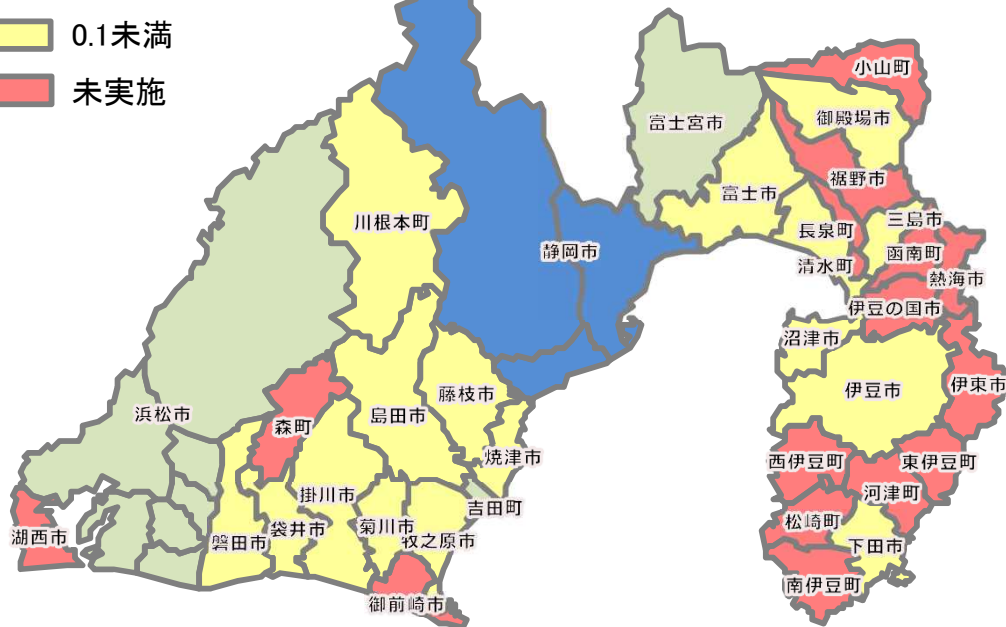 0.1未満
未実施
小山町
御殿場市
富士宮市
裾野市
富士市
三島市
川根本町
長泉町
静岡市
函南町
清水町
熱海市
伊豆の国市
沼津市
伊豆市
伊東市
藤枝市
浜松市
島田市
森町
焼津市
西伊豆町
東伊豆町
掛川市
河津町
吉田町
松崎町
袋井市
菊川市
湖西市
磐田市
牧之原市
下田市
南伊豆町
御前崎市